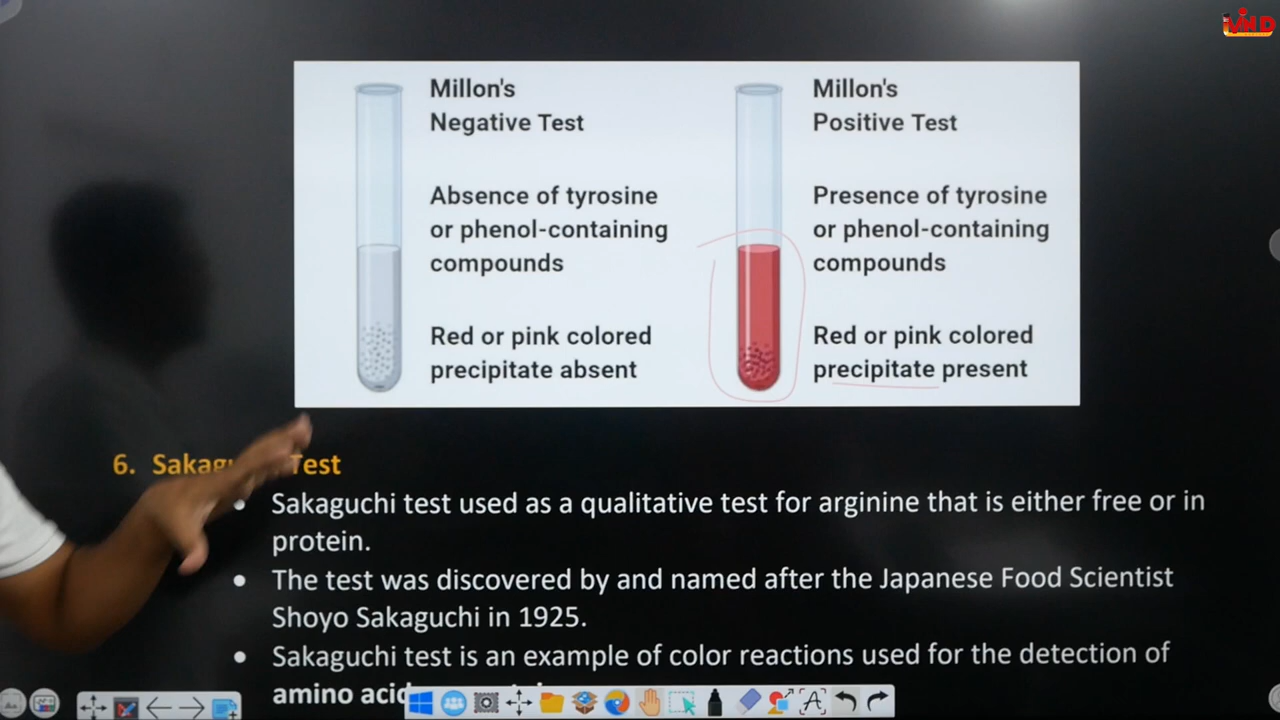 Millon's
Negative Test
Absence of tyrosine
or phenol-containing
compounds
Red or pink colored
precipitate absent
Millon's
Positive Test
Presence of tyrosine
or phenol-containing
compounds
Red or pink colored
precipitate present
6. Test
Sakaguchi test used as a qualitative test for arginine that is either free or in
protein.
The test was discovered by and named after the Japanese Food Scientist
Shoyo Sakaguchi in 1925.
Sakaguchi test is an example of color reactions used for the detection of
amino